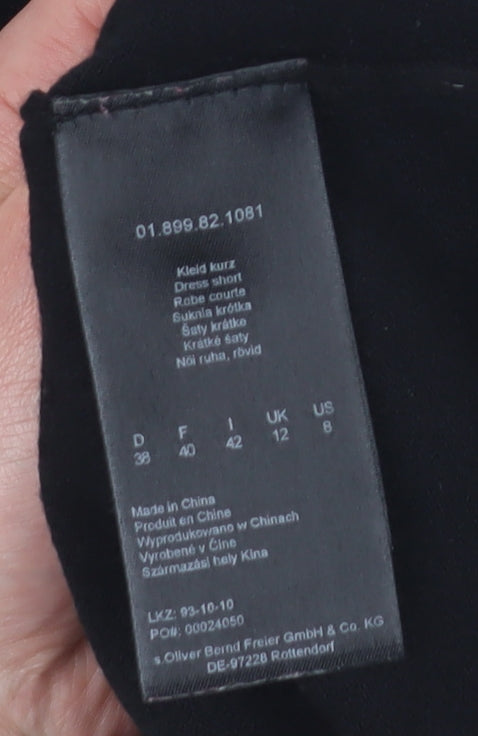 01.899.82.1081
Kleid kurz
Dress short
Robe courte
Suknia krótka
Šaty krátke
Krátké šaty
Női ruha, rövid
D F I UK US
38 40 42 12 8
Made in China
Produit en Chine
Wyprodukowano w Chinach
Vyrobené v Číne
Származási hely Kína
LKZ: 93-10-10
PO#: 00024050
s.Oliver Bernd Freier GmbH & Co. KG
DE-97228 Rottendorf